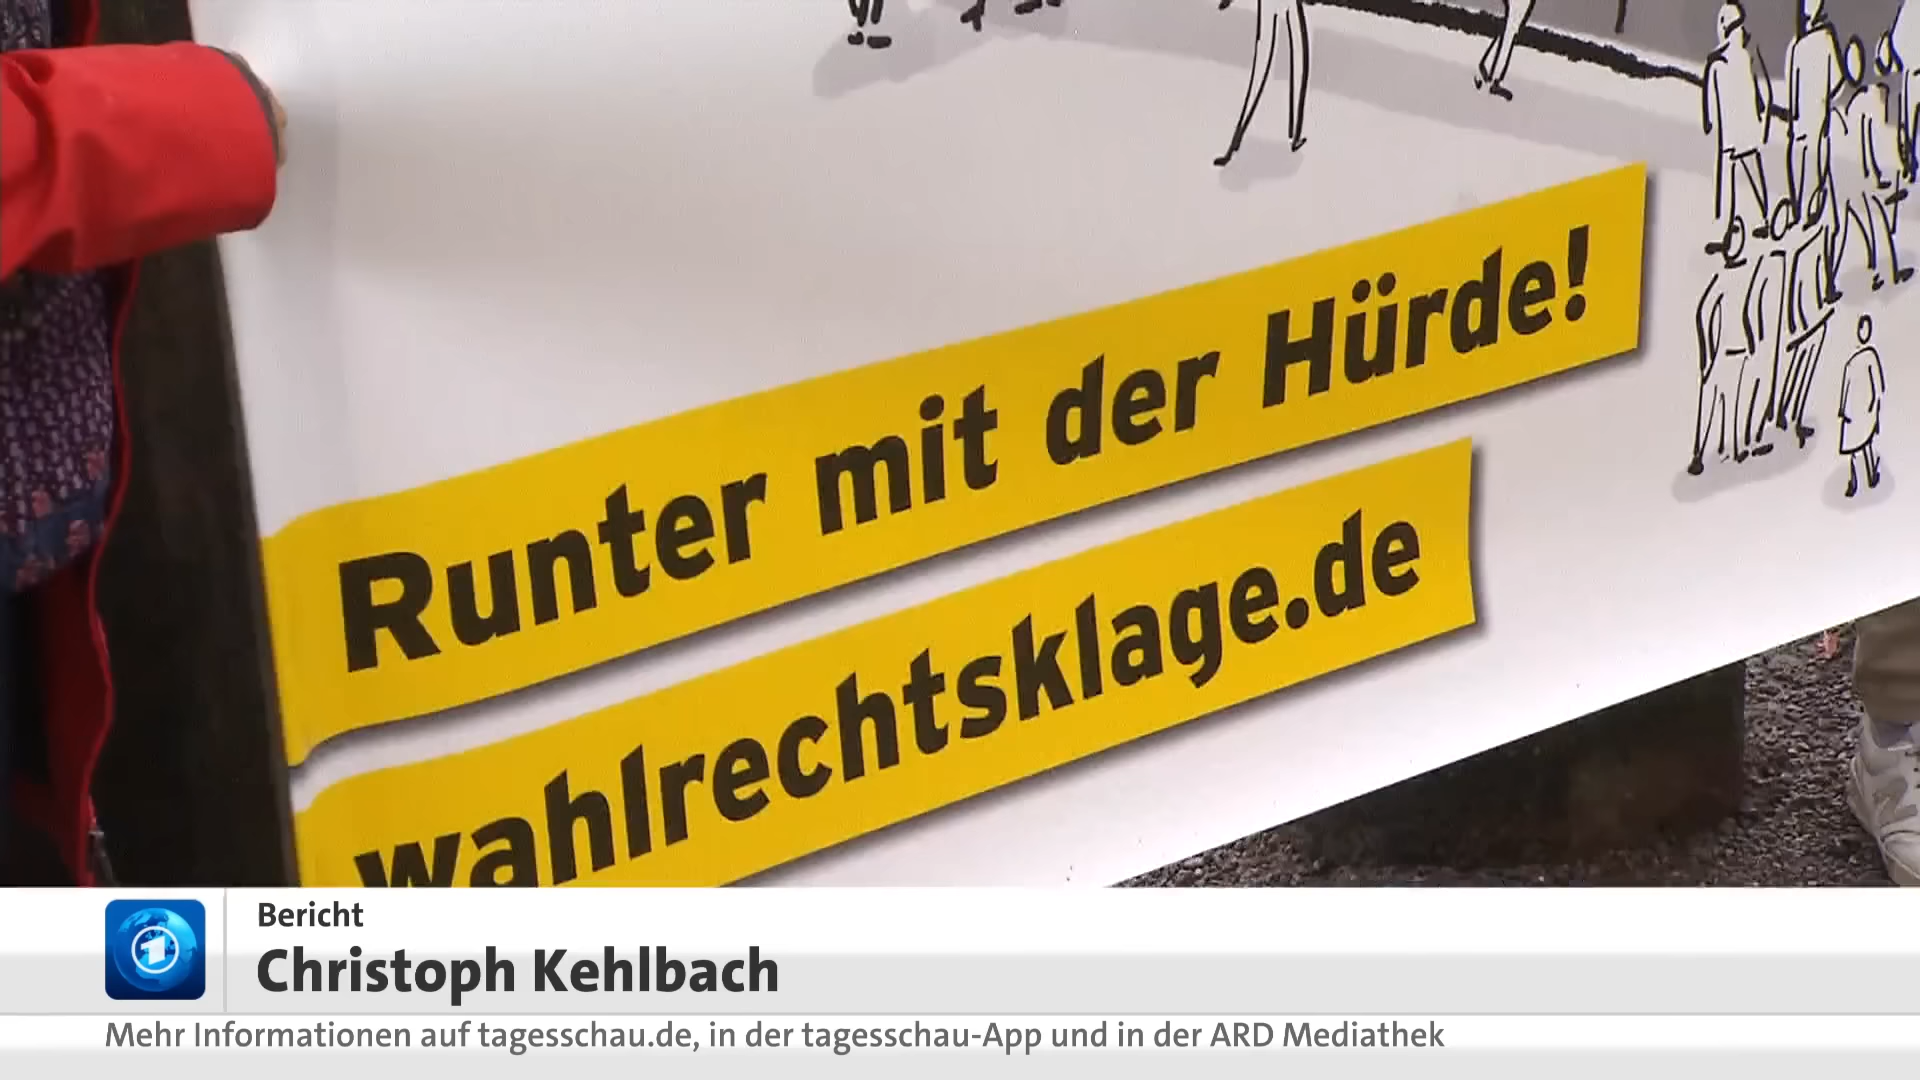 Runter mit der Hürde!
wahlrechtsklage.de
1
Bericht
Christoph Kehlbach
Mehr Informationen auf tagesschau.de, in der tagesschau-App und in der ARD Mediathek